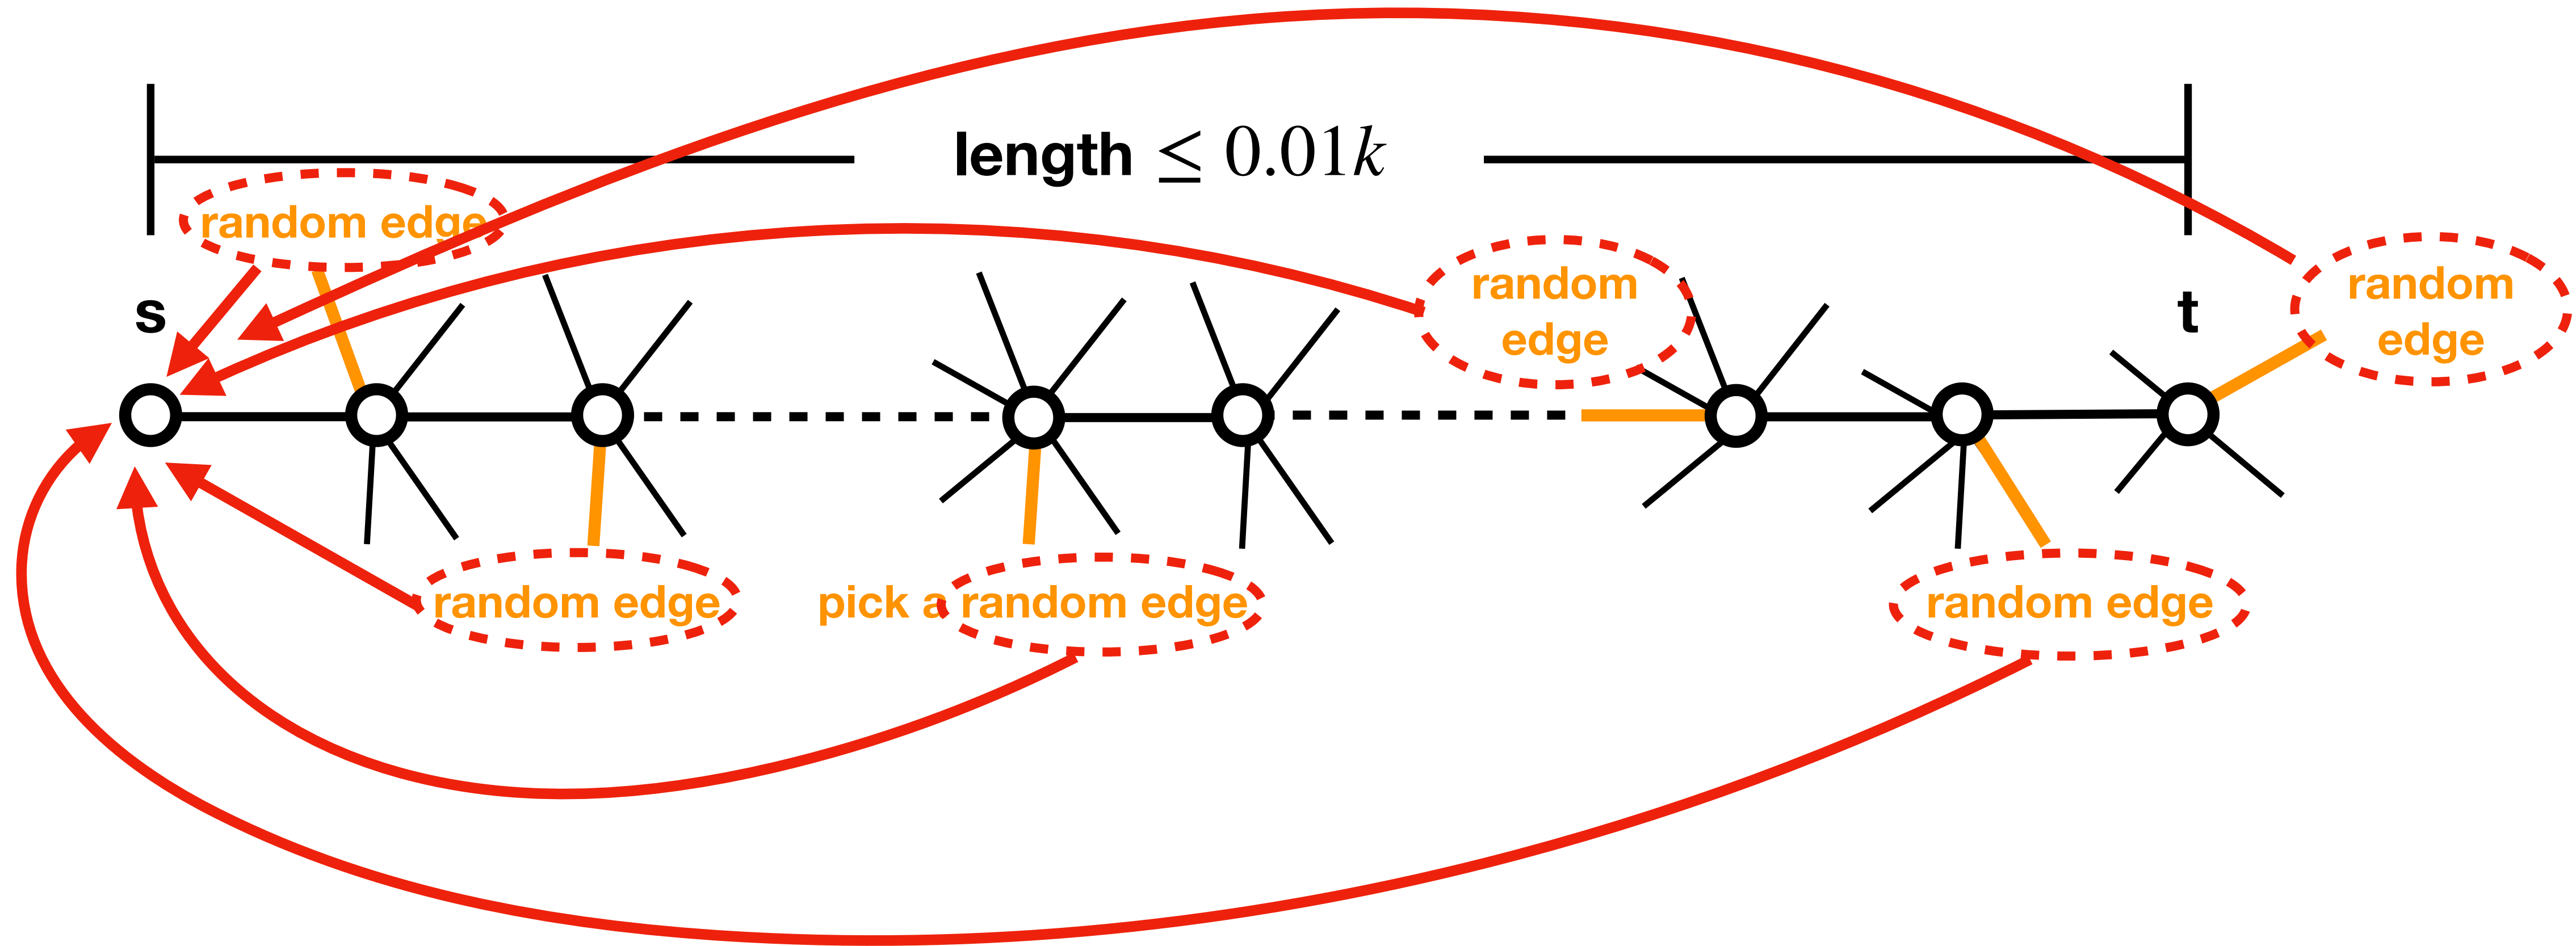 length ≤ 0.01k
random edge
s
random
edge
t
random
edge
random edge
pick a random edge
random edge